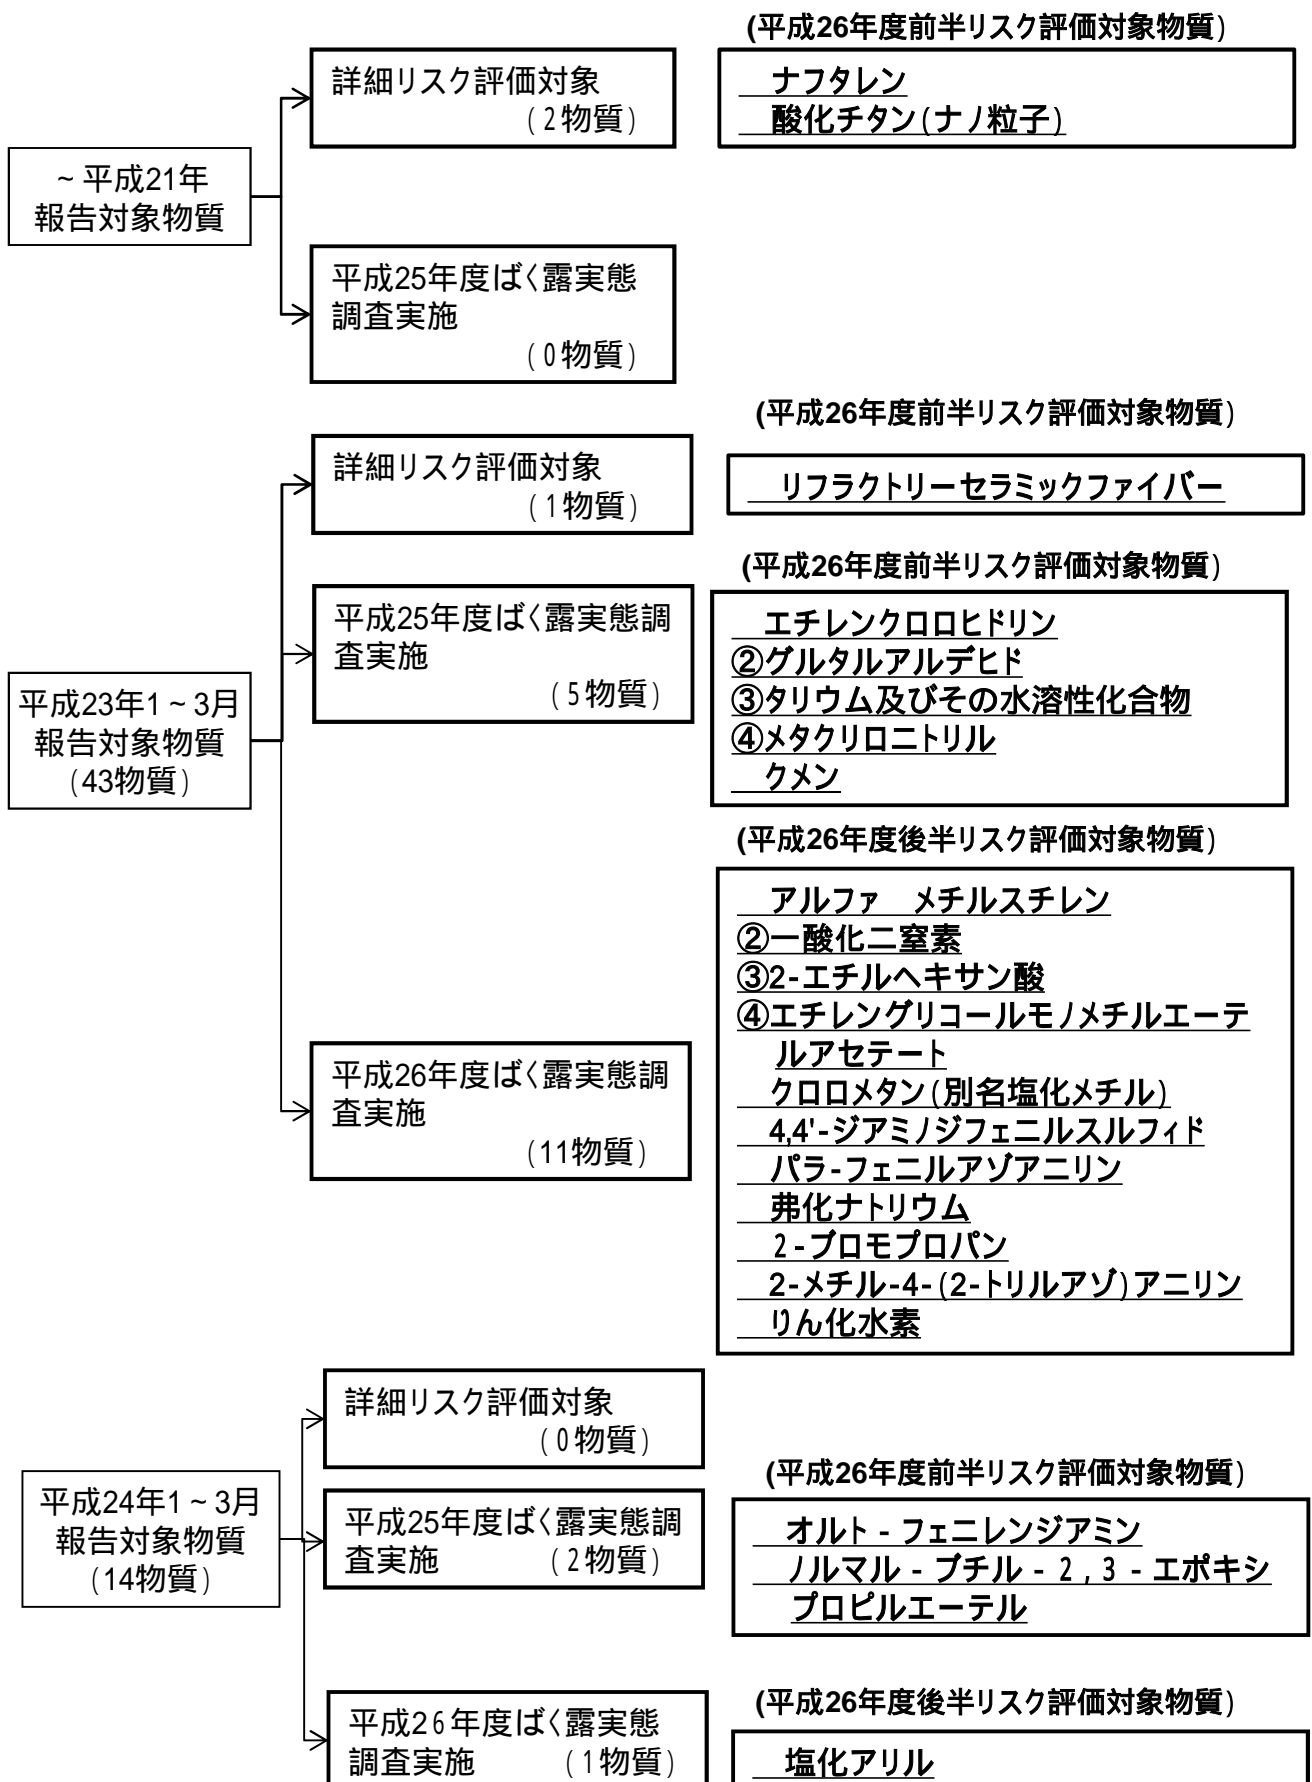 (平成26年度前半リスク評価対象物質)
詳細リスク評価対象
(2物質)
ナフタレン
酸化チタン(ナノ粒子)
~平成21年
報告対象物質
平成25年度ばく露実態
調査実施
(0物質)
(平成26年度前半リスク評価対象物質)
詳細リスク評価対象
(1物質)
リフラクトリーセラミックファイバー
(平成26年度前半リスク評価対象物質)
平成25年度ばく露実態調
査実施
(5物質)
エチレンクロロヒドリン
②グルタルアルデヒド
③タリウム及びその水溶性化合物
④メタクリロニトリル
クメン
平成23年1~3月
報告対象物質
(43物質)
(平成26年度後半リスク評価対象物質)
平成26年度ばく露実態調
査実施
(11物質)
アルファ メチルスチレン
②一酸化二窒素
③2-エチルヘキサン酸
④エチレングリコールモノメチルエーテ
ルアセテート
クロロメタン(別名塩化メチル)
4,4'-ジアミノジフェニルスルフィド
パラ-フェニルアゾアニリン
弗化ナトリウム
2-ブロモプロパン
2-メチル-4-(2-トリルアゾ)アニリン
りん化水素
詳細リスク評価対象
(0物質)
平成24年1~3月
報告対象物質
(14物質)
(平成26年度前半リスク評価対象物質)
平成25年度ばく露実態調
査実施 (2物質)
オルト-フェニレンジアミン
ノルマル-ブチル-2,3-エポキシ
プロピルエーテル
(平成26年度後半リスク評価対象物質)
平成26年度ばく露実態
調査実施 (1物質)
塩化アリル